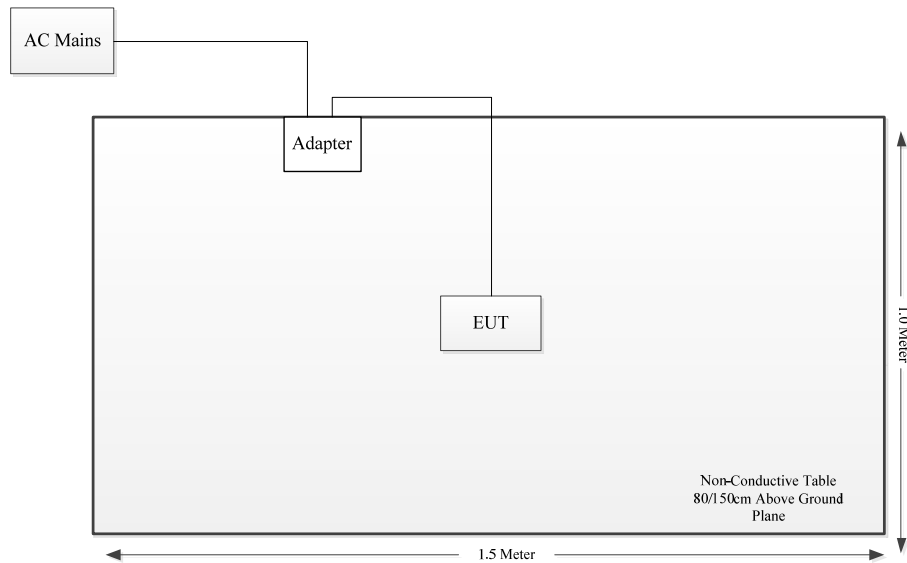 AC Mains
Adapter
EUT
1.0 Meter
Non-Conductive Table
80/150cm Above Ground
Plane
1.5 Meter